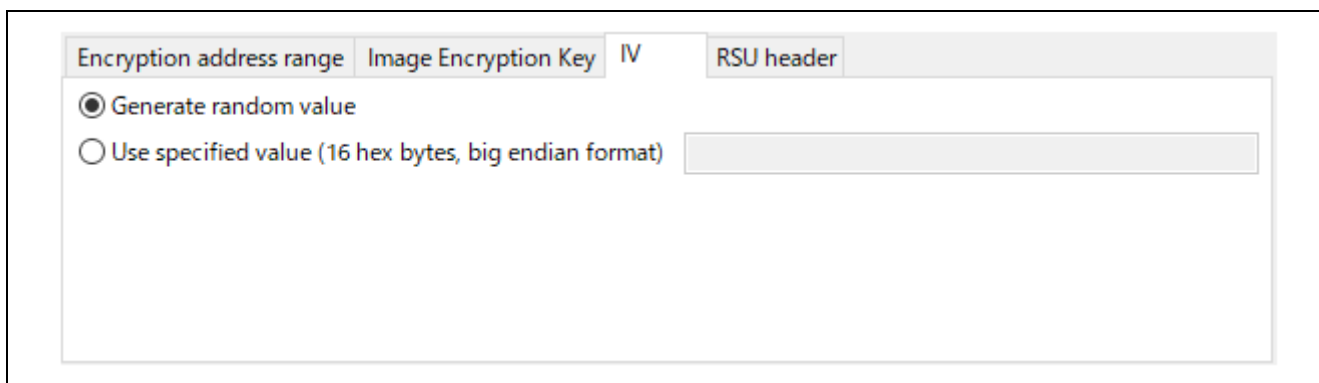 Encryption address range Image Encryption Key IV RSU header
Generate random value
Use specified value (16 hex bytes, big endian format)